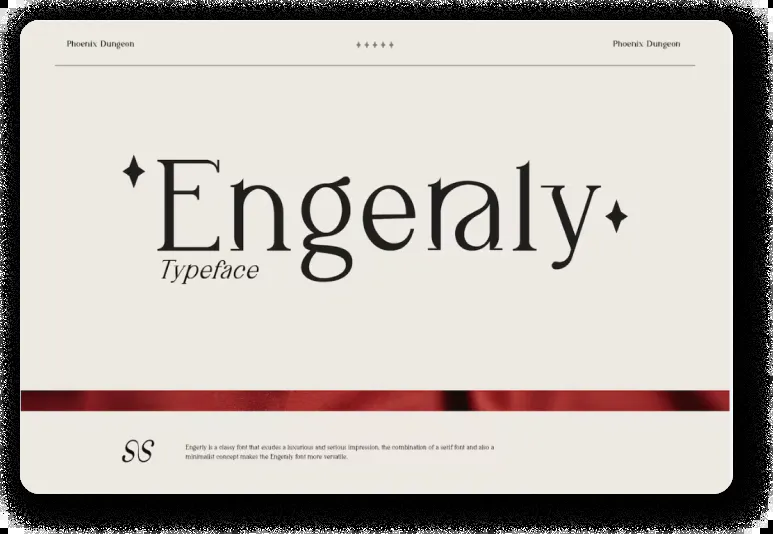 Phoenix Dungeon
Phoenix Dungeon
Engeraly
Typeface
SS
Engerly is a classy font that exudes a luxurious and serious impression, the combination of a serif font and also a
minimalist concept makes the Engeraly font more versatile.